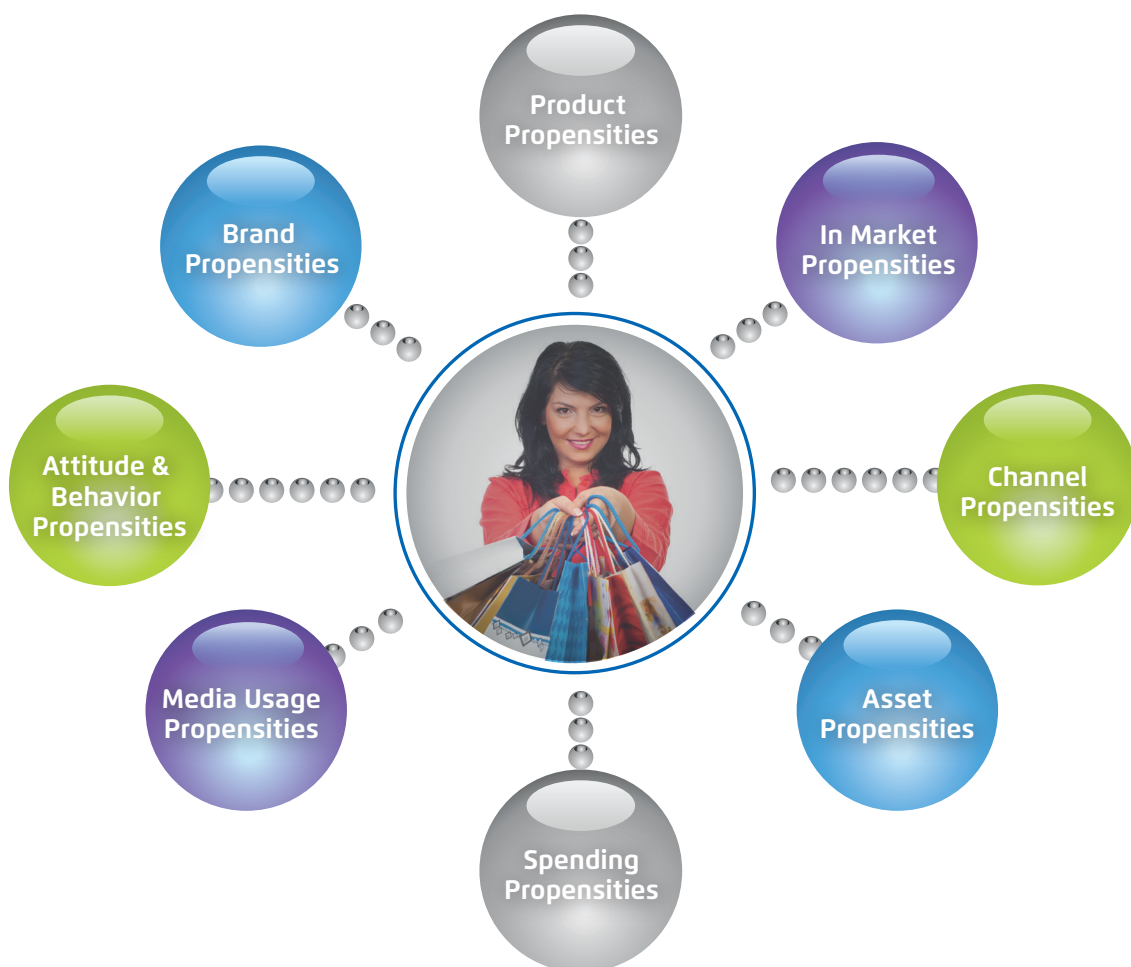 Product
Propensities
In Market
Propensities
Channel
Propensities
Asset
Propensities
Spending
Propensities
Media Usage
Propensities
Attitude &
Behavior
Propensities
Brand
Propensities